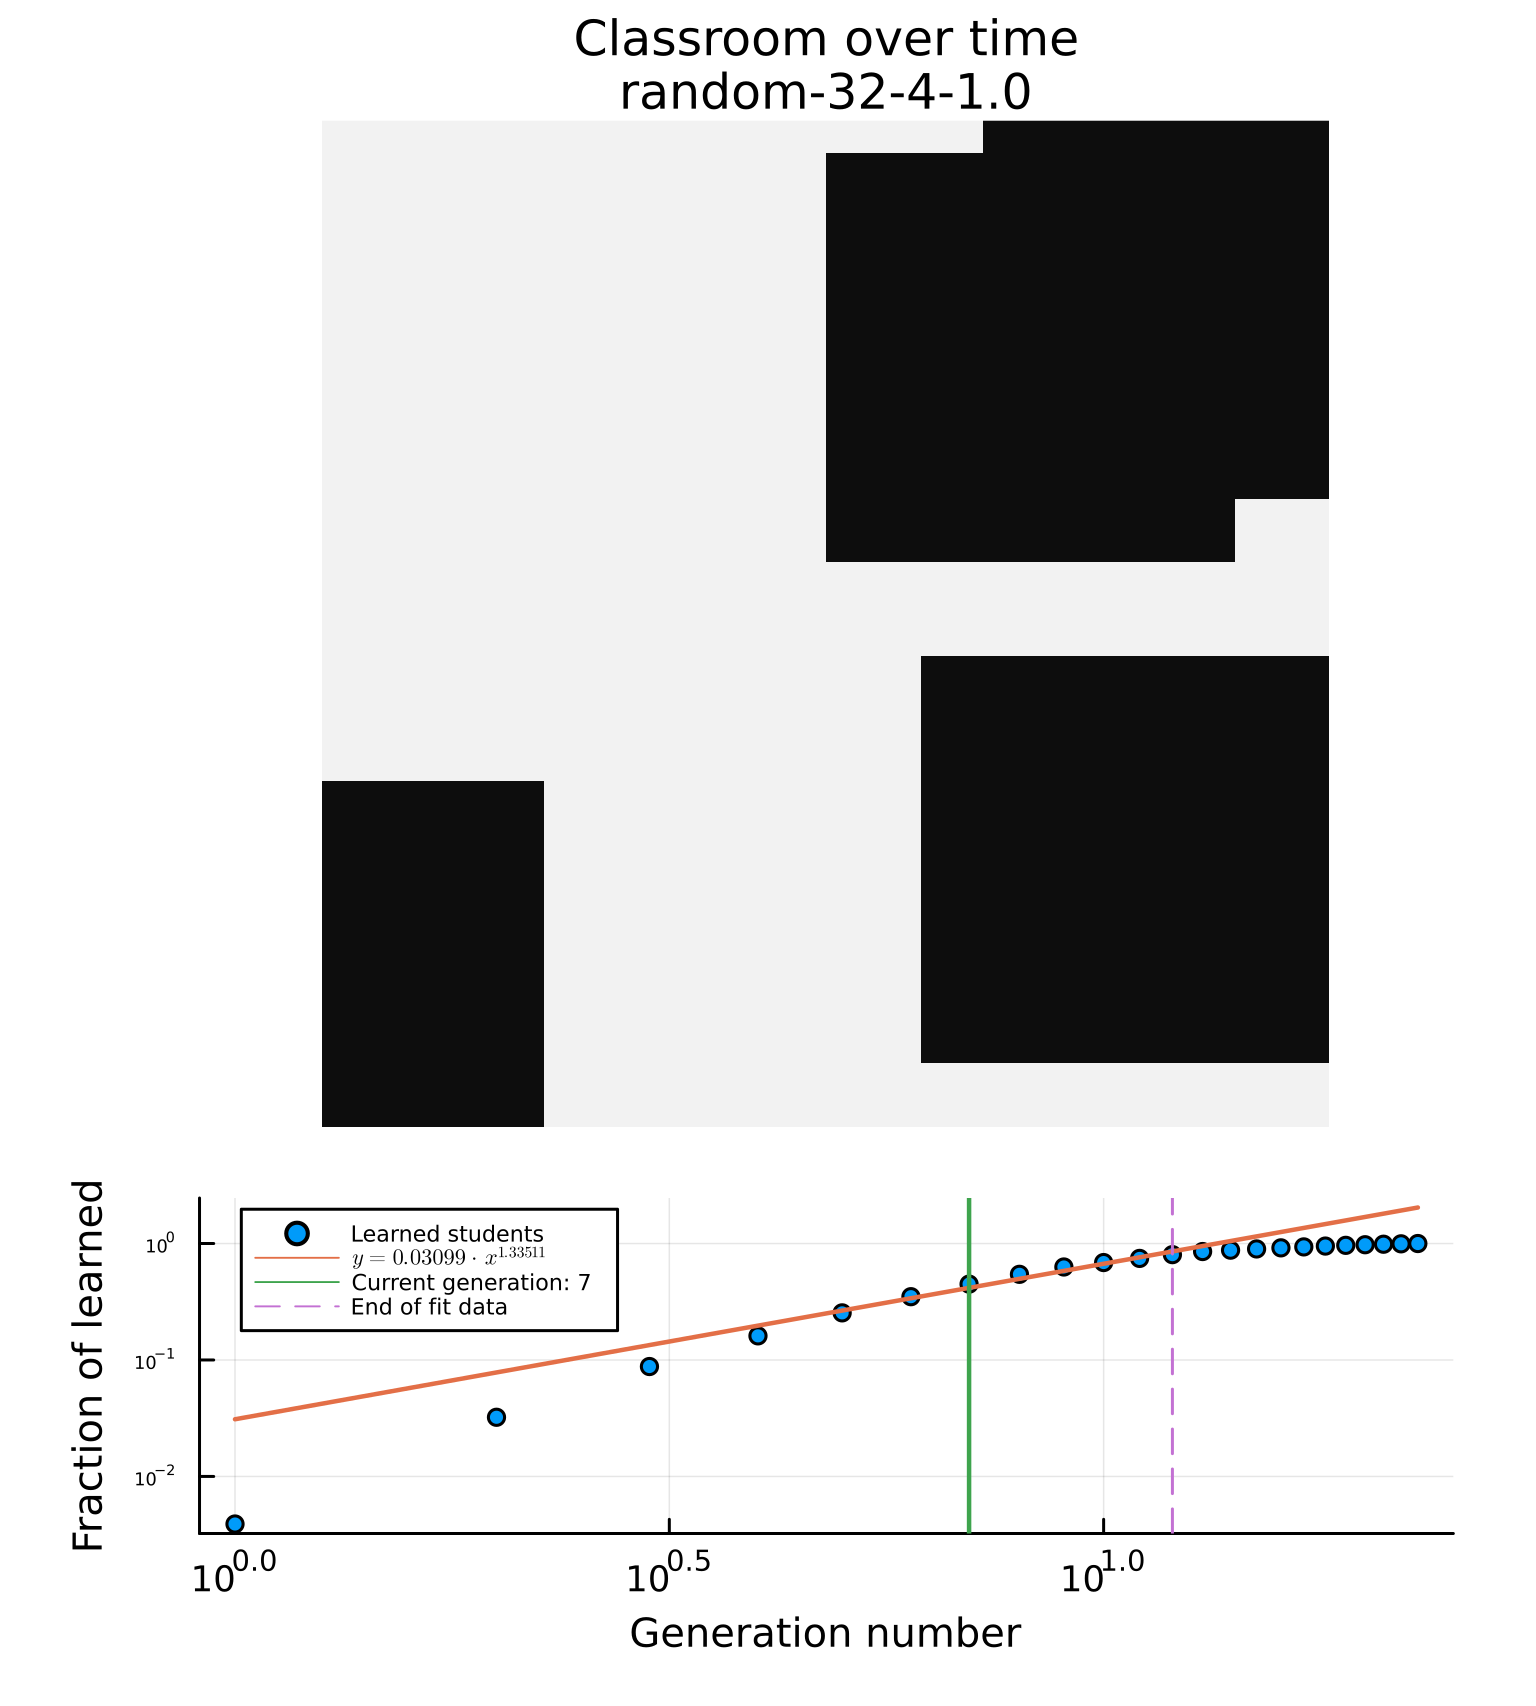 Classroom over time
random-32-4-1.0
Fraction of learned
10⁰
10⁻¹
10⁻²
Learned students
y = 0.03099 · x^1.33511
Current generation: 7
End of fit data
10^0.0
10^0.5
10^1.0
Generation number